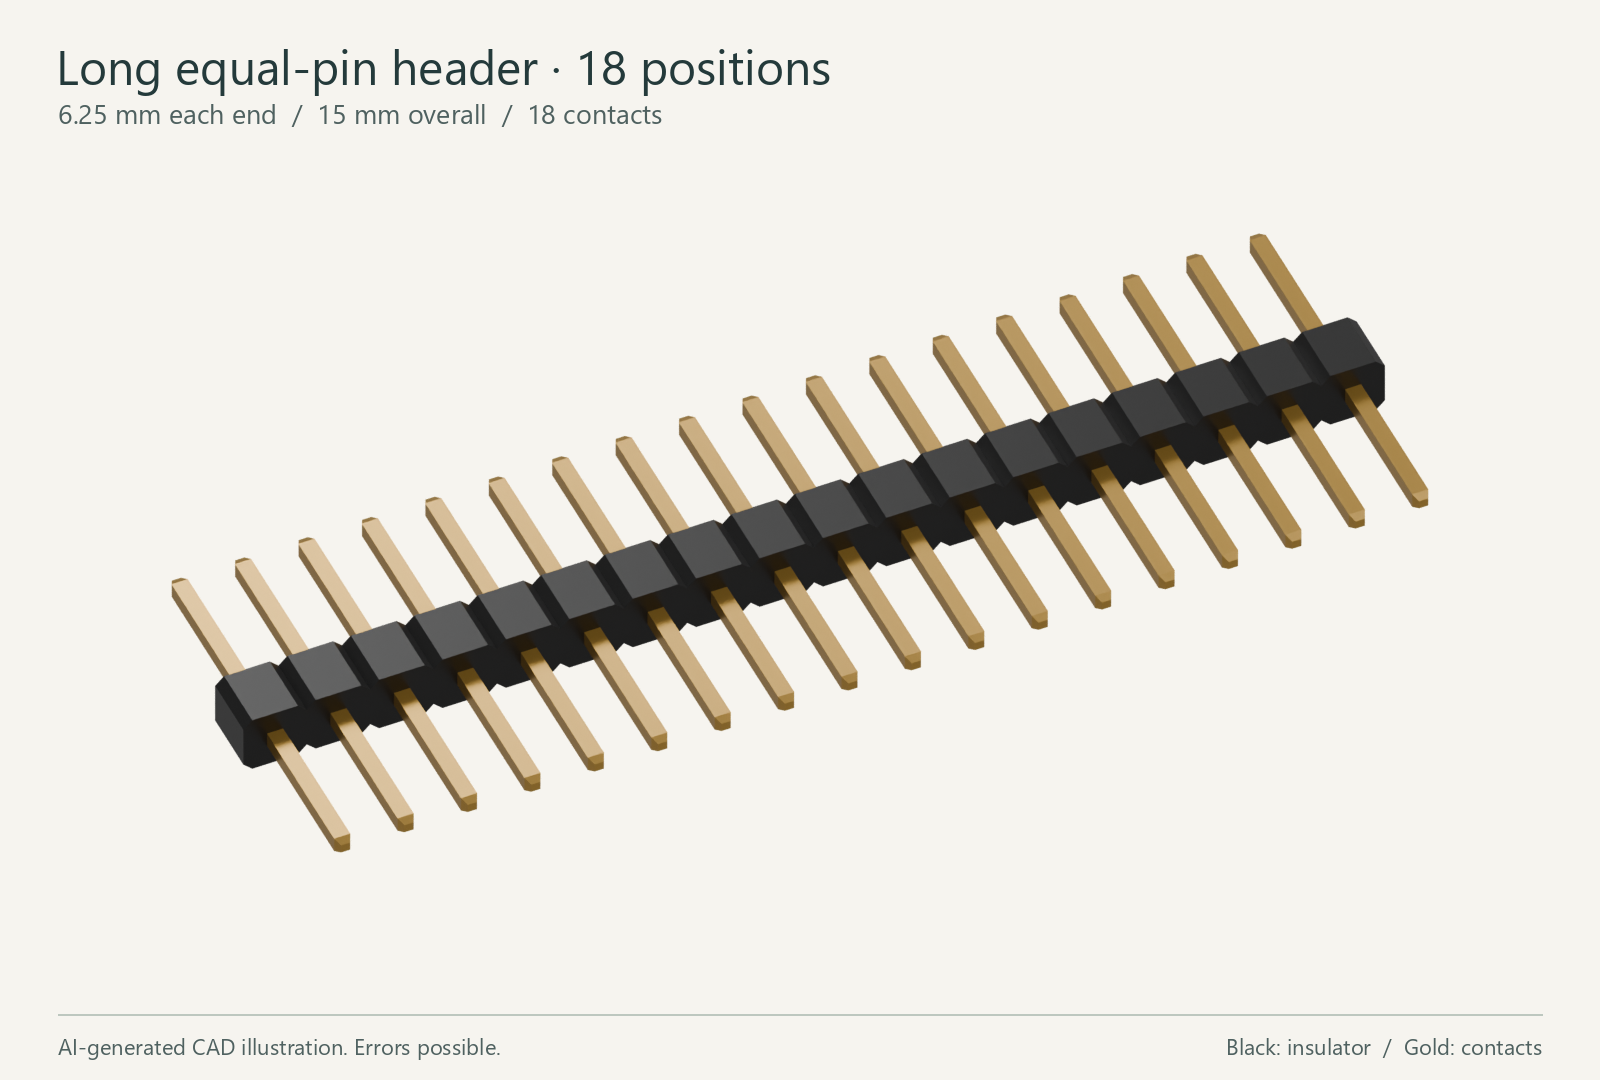 Long equal-pin header · 18 positions
6.25 mm each end / 15 mm overall / 18 contacts
AI-generated CAD illustration. Errors possible.
Black: insulator / Gold: contacts